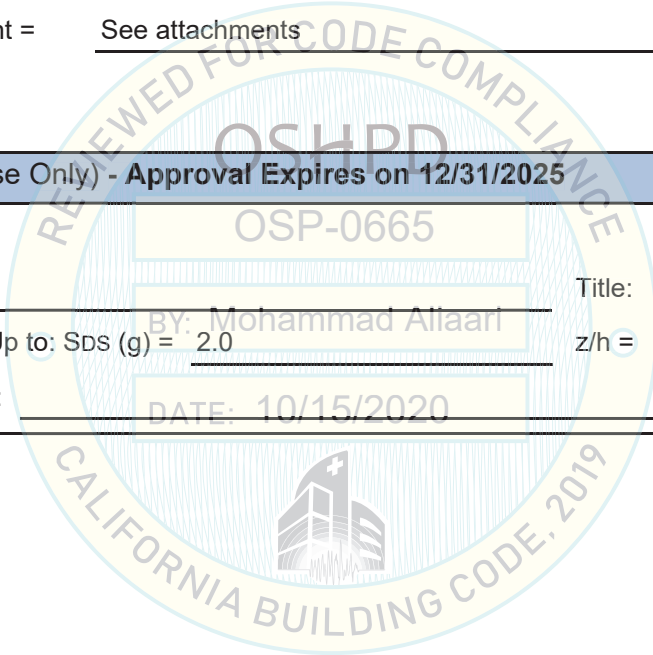 nt = See attachments
REVIEWED FOR CODE COMPLIANCE
OSHPD
se Only) - Approval Expires on 12/31/2025
OSP-0665
Title:
BY: Mohammad Aliaari
Up to: SDS (g) = 2.0 z/h =
:
DATE: 10/15/2020
CALIFORNIA BUILDING CODE, 2019